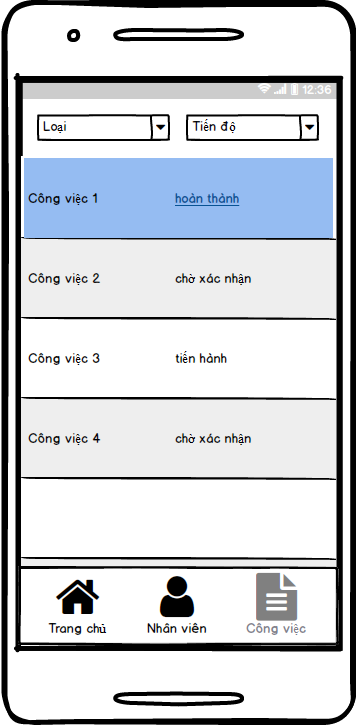 12:36
Loại Tiến độ
Công việc 1 hoàn thành
Công việc 2 chờ xác nhận
Công việc 3 tiến hành
Công việc 4 chờ xác nhận
Trang chủ Nhân viên Công việc